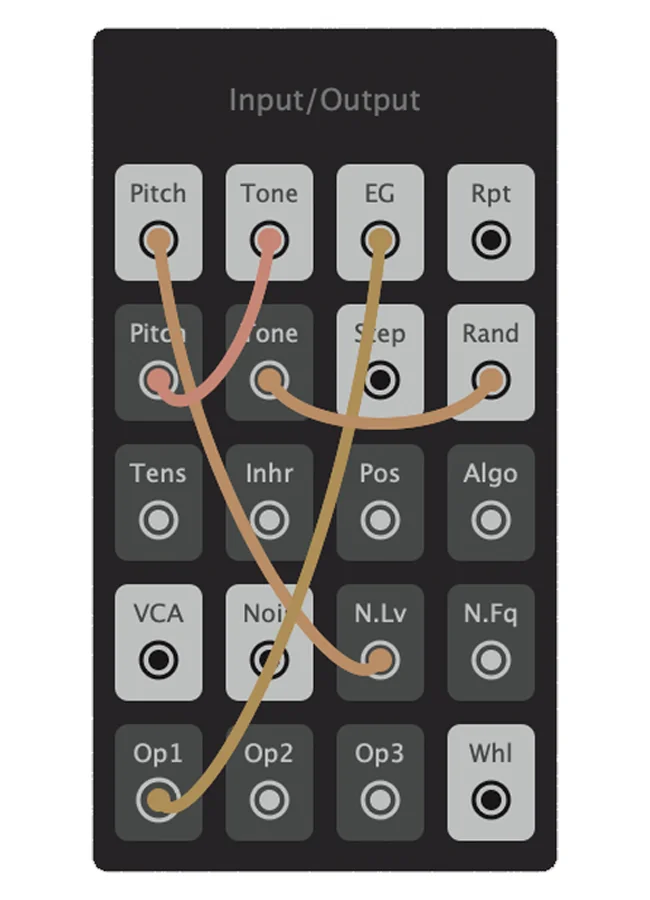 Input/Output
Pitch Tone EG Rpt
Pitch Tone Step Rand
Tens Inhr Pos Algo
VCA Nois N.Lv N.Fq
Op1 Op2 Op3 Whl